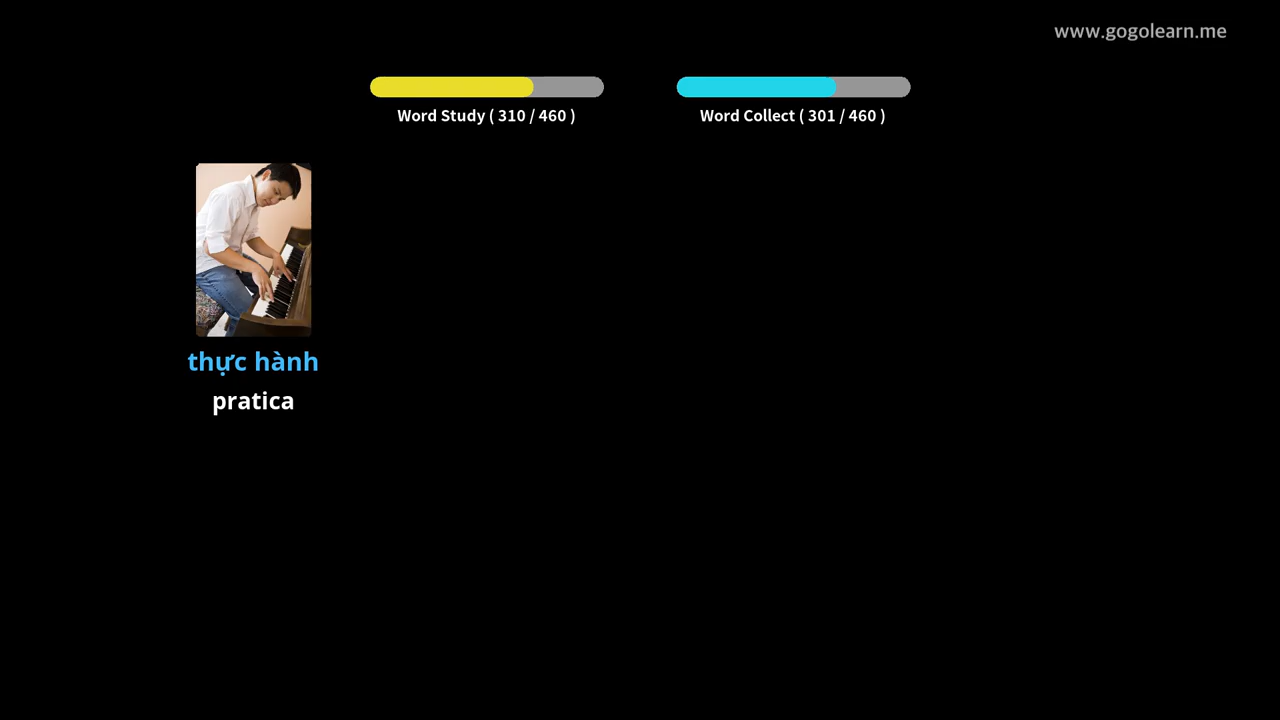 www.gogolearn.me
Word Study ( 310 / 460 )
Word Collect ( 301 / 460 )
thực hành
pratica